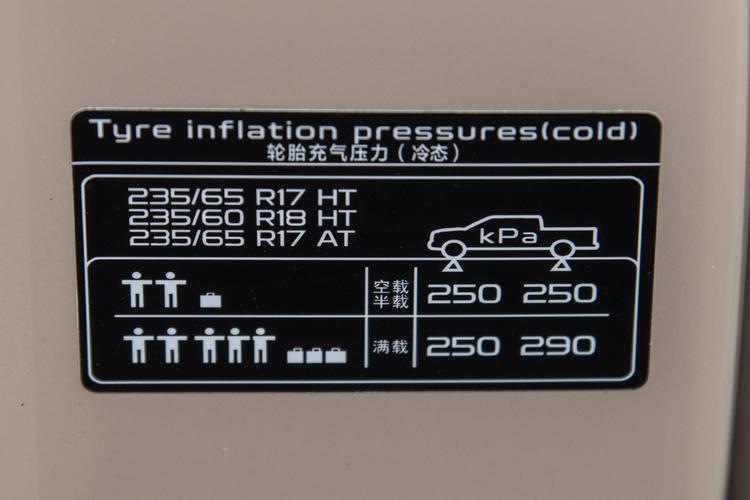 Tyre inflation pressures(cold)
轮胎充气压力（冷态）
235/65 R17 HT
235/60 R18 HT
235/65 R17 AT
kPa
空载
半载
250 250
满载 250 290